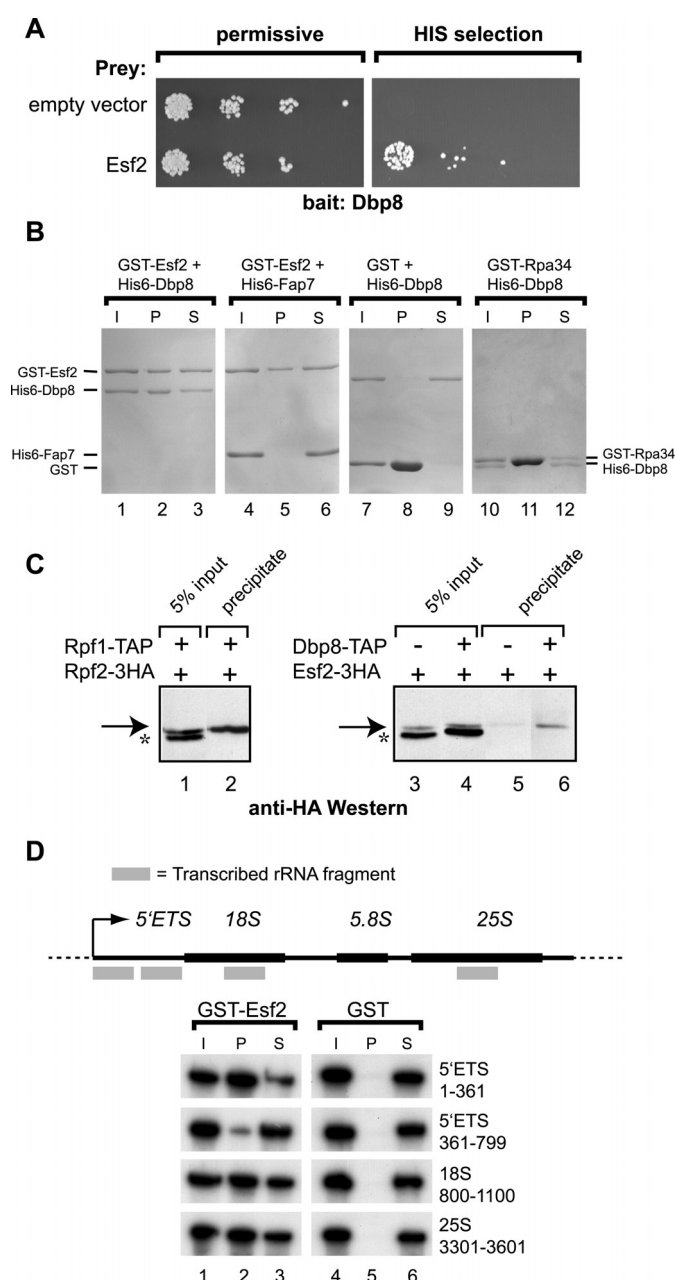 A
permissive HIS selection
Prey:
empty vector
Esf2
bait: Dbp8
B
GST-Esf2 + GST-Esf2 + GST + GST-Rpa34
His6-Dbp8 His6-Fap7 His6-Dbp8 His6-Dbp8
I P S I P S I P S I P S
GST-Esf2
His6-Dbp8
His6-Fap7 GST-Rpa34
GST His6-Dbp8
1 2 3 4 5 6 7 8 9 10 11 12
C
5% input precipitate 5% input precipitate
Rpf1-TAP + + Dbp8-TAP - + - +
Rpf2-3HA + + Esf2-3HA + + + +
* *
1 2 3 4 5 6
anti-HA Western
D
= Transcribed rRNA fragment
5'ETS 18S 5.8S 25S
GST-Esf2 GST
I P S I P S
5'ETS
1-361
5'ETS
361-799
18S
800-1100
25S
3301-3601
1 2 3 4 5 6